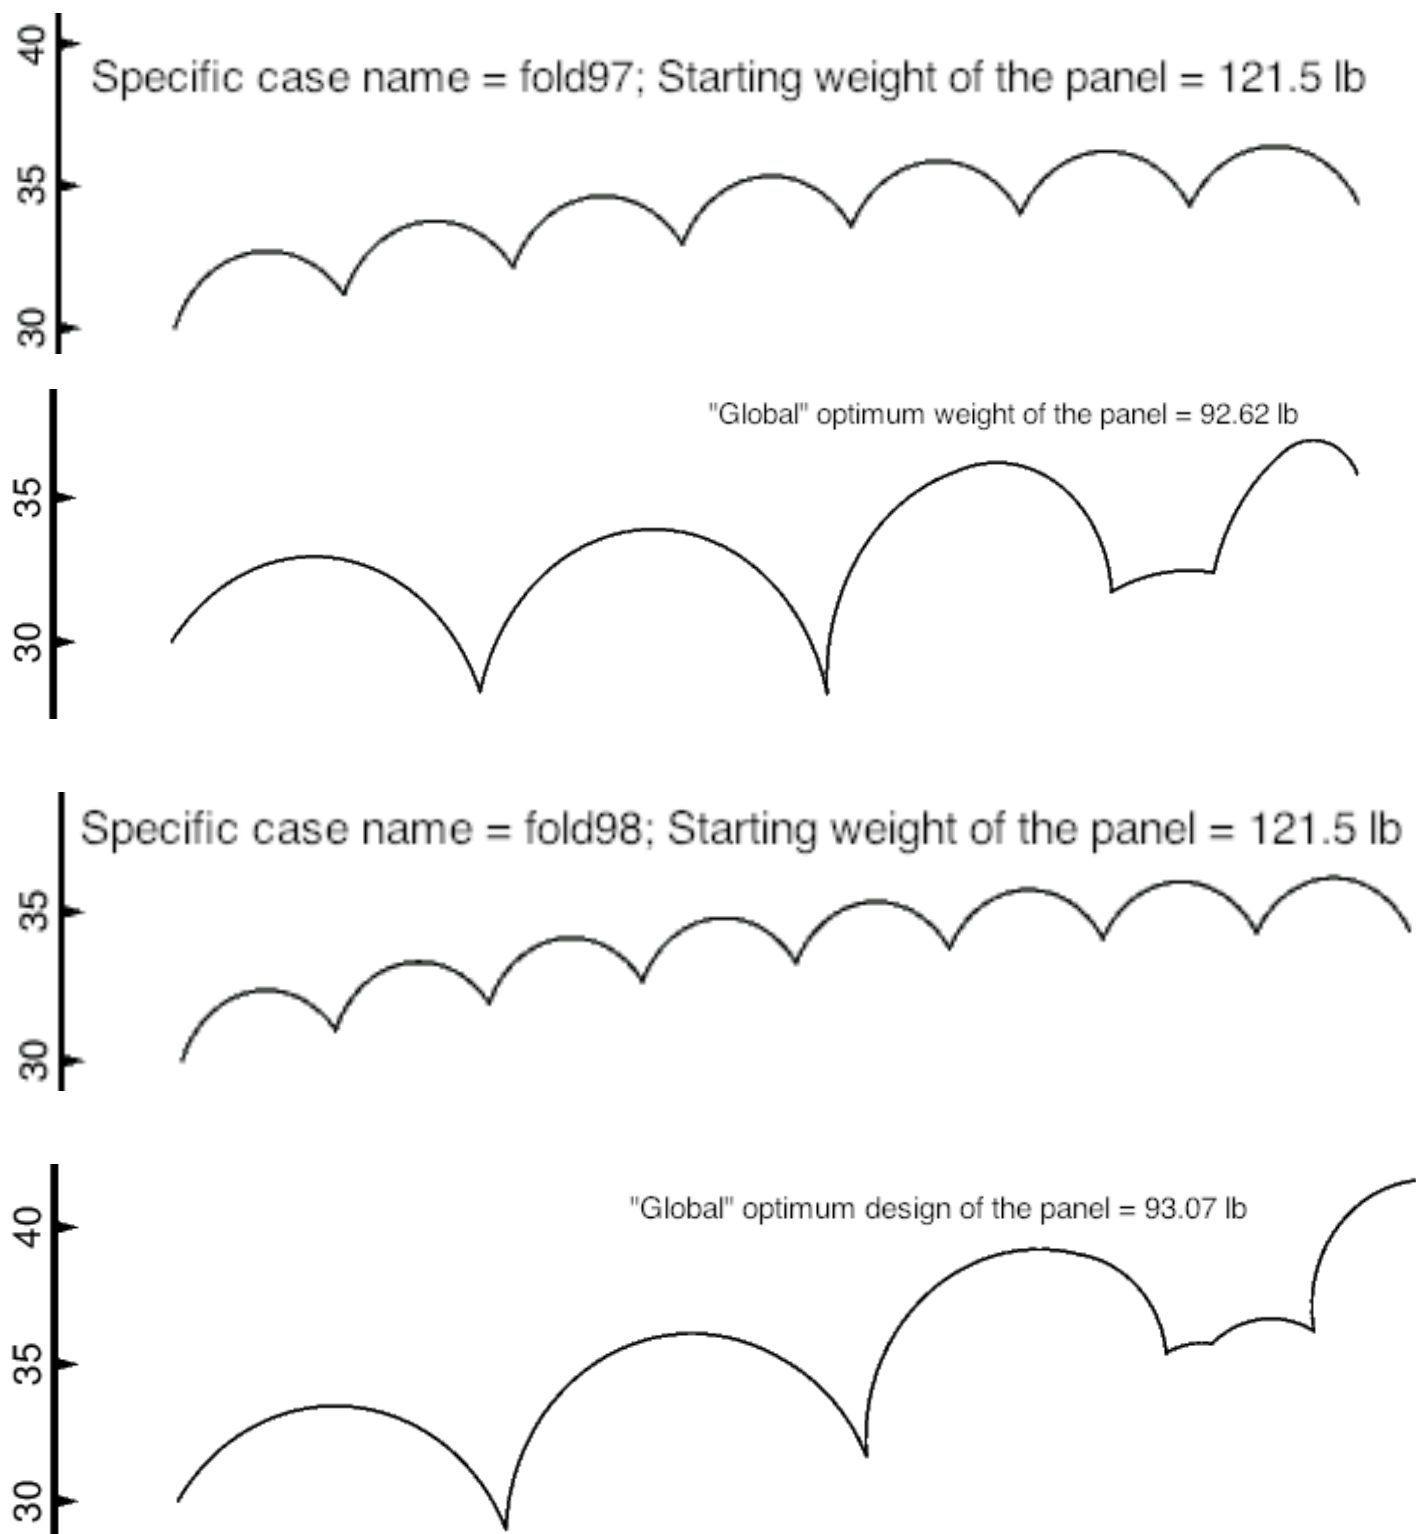 40
Specific case name = fold97; Starting weight of the panel = 121.5 lb
35
30
"Global" optimum weight of the panel = 92.62 lb
35
30
Specific case name = fold98; Starting weight of the panel = 121.5 lb
35
30
"Global" optimum design of the panel = 93.07 lb
40
35
30